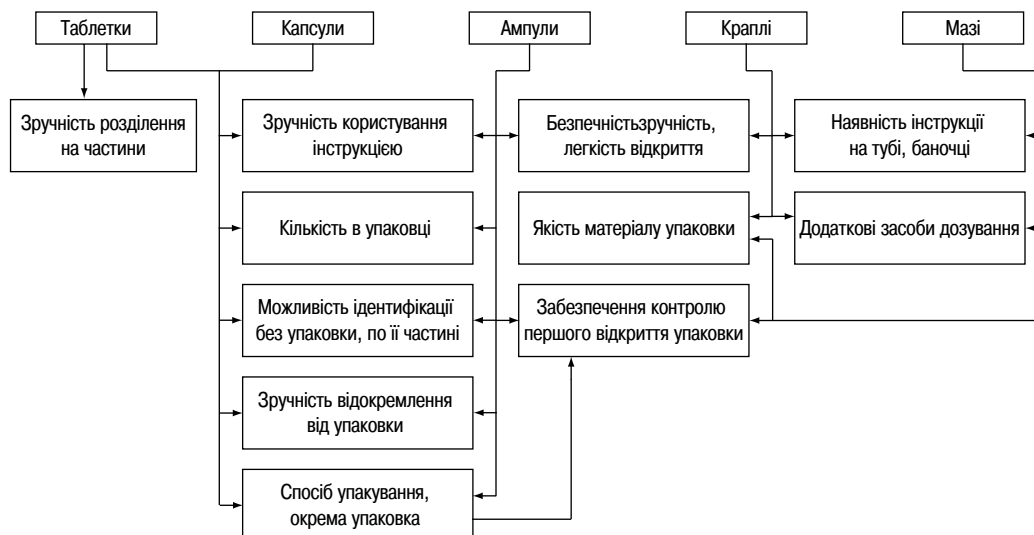 Таблетки
Капсули
Ампули
Краплі
Мазі
Зручність розділення
на частини
Зручність користування
інструкцією
Безпечністьзручність,
легкість відкриття
Наявність інструкції
на тубі, баночці
Кількість в упаковці
Якість матеріалу упаковки
Додаткові засоби дозування
Можливість ідентифікації
без упаковки, по її частині
Забезпечення контролю
першого відкриття упаковки
Зручність відокремлення
від упаковки
Спосіб упакування,
окрема упаковка